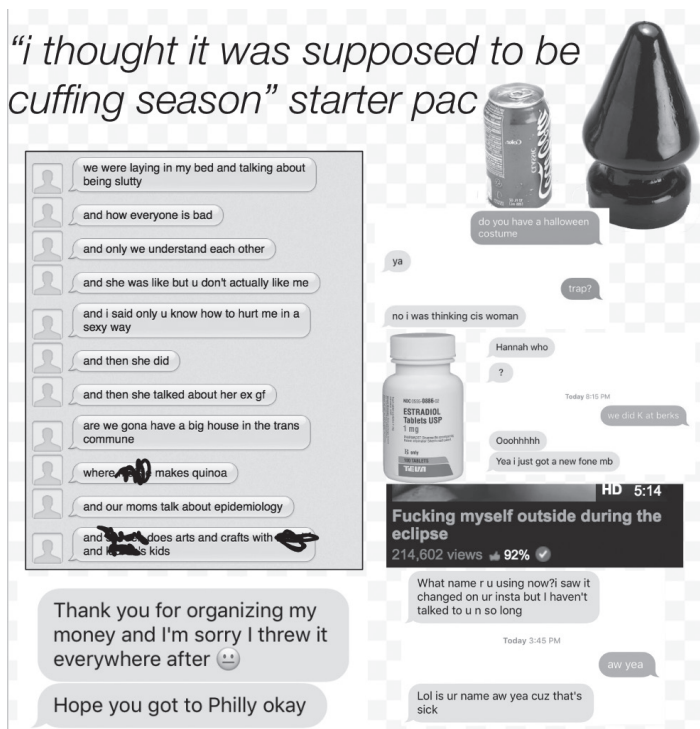 “i thought it was supposed to be
cuffing season” starter pac
we were laying in my bed and talking about
being slutty
and how everyone is bad
and only we understand each other
and she was like but u don't actually like me
and i said only u know how to hurt me in a
sexy way
and then she did
and then she talked about her ex gf
are we gona have a big house in the trans
commune
where makes quinoa
and our moms talk about epidemiology
and does arts and crafts with
and kids
Thank you for organizing my
money and I'm sorry I threw it
everywhere after 😐
Hope you got to Philly okay
Coca-Cola
do you have a halloween
costume
ya
trap?
no i was thinking cis woman
ESTRADIOL
Tablets USP
1 mg
TEVA
Hannah who
?
Today 8:15 PM
we did K at berks
Ooohhhhh
Yea i just got a new fone mb
HD 5:14
Fucking myself outside during the
eclipse
214,602 views 92%
What name r u using now?i saw it
changed on ur insta but I haven't
talked to u n so long
Today 3:45 PM
aw yea
Lol is ur name aw yea cuz that's
sick